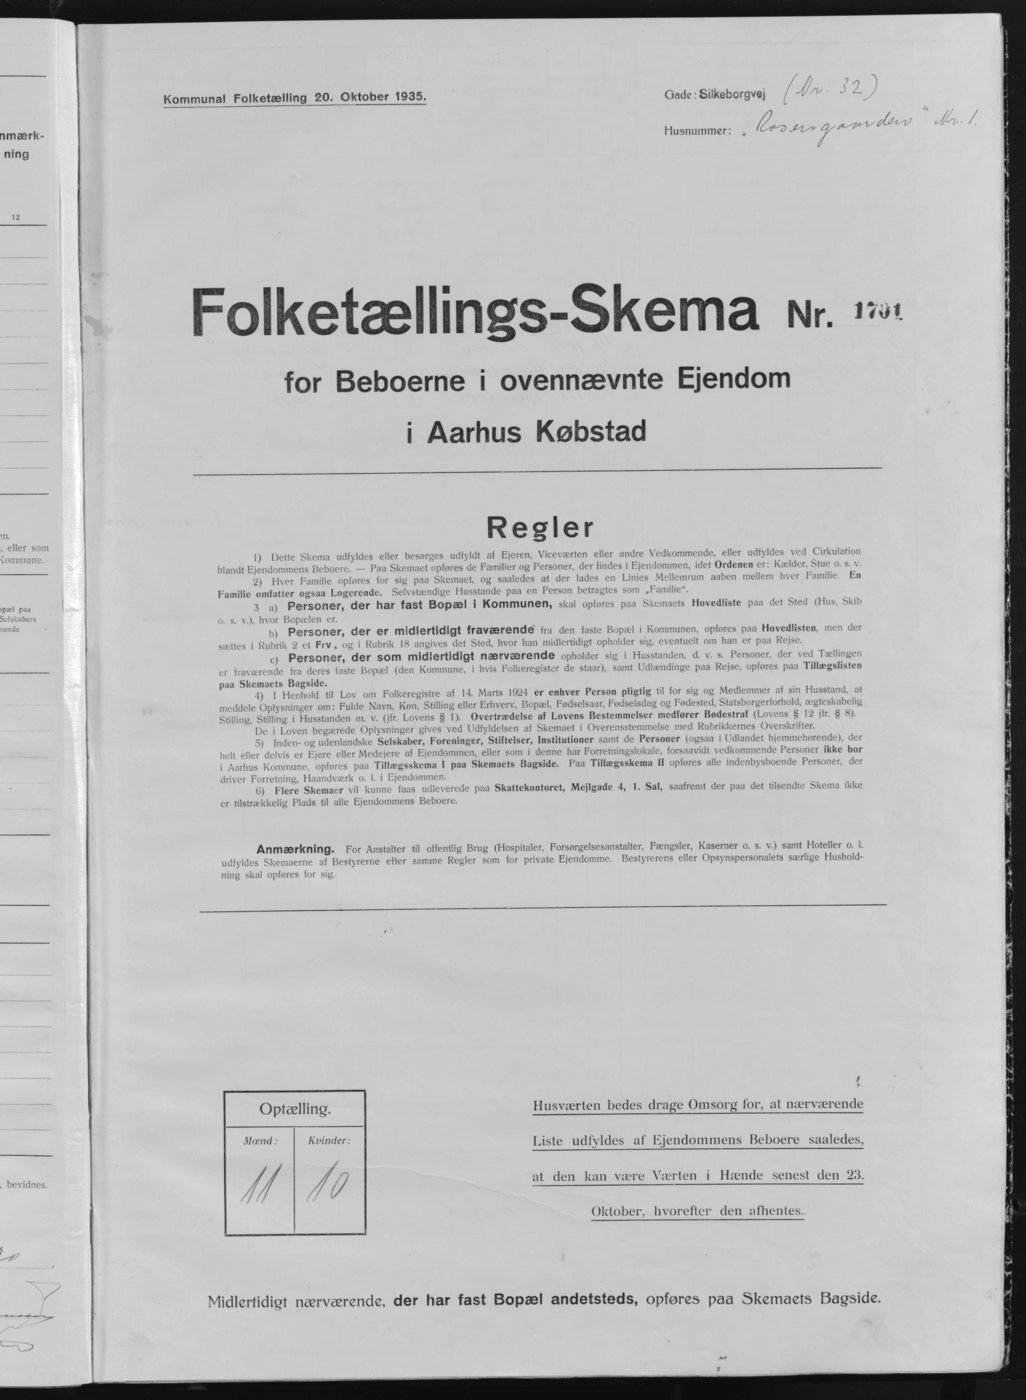 nmærk-
ning
12
en.
, eller som
Kommune.
opæl paa
Selskabers
rende
, bevidnes.
Kommunal Folketælling 20. Oktober 1935.
Gade: Silkeborgvej (Nr. 32)
Husnummer: „Rosengaarden" Nr. 1.
Folketællings-Skema Nr. 1701
for Beboerne i ovennævnte Ejendom
i Aarhus Købstad
Regler
1) Dette Skema udfyldes eller besørges udfyldt af Ejeren, Viceværten eller andre Vedkommende, eller udfyldes ved Cirkulation
blandt Ejendommens Beboere. — Paa Skemaet opføres de Familier og Personer, der findes i Ejendommen, idet Ordenen er: Kælder, Stue o. s. v.
2) Hver Familie opføres for sig paa Skemaet, og saaledes at der lades en Linies Mellemrum aaben mellem hver Familie. En
Familie omfatter ogsaa Logerende. Selvstændige Husstande paa en Person betragtes som „Familie".
3 a) Personer, der har fast Bopæl i Kommunen, skal opføres paa Skemaets Hovedliste paa det Sted (Hus, Skib
o. s. v.), hvor Bopælen er.
b) Personer, der er midlertidigt fraværende fra den faste Bopæl i Kommunen, opføres paa Hovedlisten, men der
sættes i Rubrik 2 et Frv., og i Rubrik 18 angives det Sted, hvor han midlertidigt opholder sig, eventuelt om han er paa Rejse.
c) Personer, der som midlertidigt nærværende opholder sig i Husstanden, d. v. s. Personer, der ved Tællingen
er fraværende fra deres faste Bopæl (den Kommune, i hvis Folkeregister de staar), samt Udlændinge paa Rejse, opføres paa Tillægslisten
paa Skemaets Bagside.
4) I Henhold til Lov om Folkeregistre af 14. Marts 1924 er enhver Person pligtig til for sig og Medlemmer af sin Husstand, at
meddele Oplysninger om: Fulde Navn, Køn, Stilling eller Erhverv, Bopæl, Fødselsaar, Fødselsdag og Fødested, Statsborgerforhold, ægteskabelig
Stilling, Stilling i Husstanden m. v. (jfr. Lovens § 1). Overtrædelse af Lovens Bestemmelser medfører Bødestraf (Lovens § 12 jfr. § 8).
De i Loven begærede Oplysninger gives ved Udfyldelsen af Skemaet i Overensstemmelse med Rubrikkernes Overskrifter.
5) Inden- og udenlandske Selskaber, Foreninger, Stiftelser, Institutioner samt de Personer (ogsaa i Udlandet hjemmehørende), der
helt eller delvis er Ejere eller Medejere af Ejendommen, eller som i denne har Forretningslokale, forsaavidt vedkommende Personer ikke bor
i Aarhus Kommune, opføres paa Tillægsskema I paa Skemaets Bagside. Paa Tillægsskema II opføres alle indenbysboende Personer, der
driver Forretning, Haandværk o. l. i Ejendommen.
6) Flere Skemaer vil kunne faas udleverede paa Skattekontoret, Mejlgade 4, 1. Sal, saafremt der paa det tilsendte Skema ikke
er tilstrækkelig Plads til alle Ejendommens Beboere.
Anmærkning. For Anstalter til offentlig Brug (Hospitaler, Forsorgelsesanstalter, Fængsler, Kaserner o. s. v.) samt Hoteller o. l.
udfyldes Skemaerne af Bestyrerne efter samme Regler som for private Ejendomme. Bestyrerens eller Opsynspersonalets særlige Hushold-
ning skal opføres for sig.
Optælling.
Mænd: Kvinder:
11 10
Husværten bedes drage Omsorg for, at nærværende
Liste udfyldes af Ejendommens Beboere saaledes,
at den kan være Værten i Hænde senest den 23.
Oktober, hvorefter den afhentes.
Midlertidigt nærværende, der har fast Bopæl andetsteds, opføres paa Skemaets Bagside.